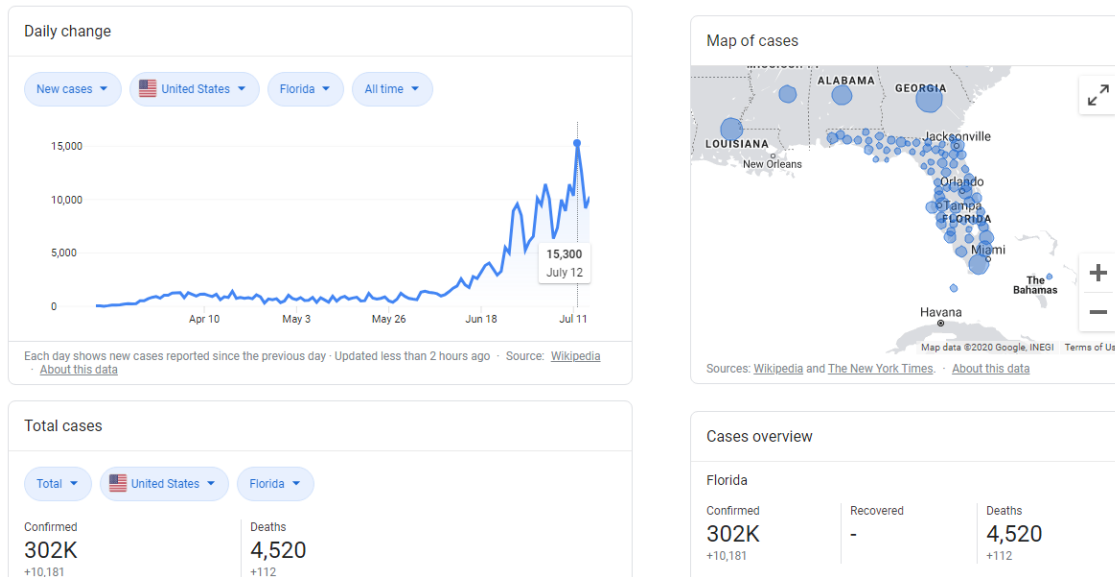 Daily change
New cases
United States
Florida
All time
15,000
10,000
5,000
0
15,300
July 12
Apr 10
May 3
May 26
Jun 18
Jul 11
Each day shows new cases reported since the previous day · Updated less than 2 hours ago · Source: Wikipedia
· About this data
Total cases
Total
United States
Florida
Confirmed
302K
+10,181
Deaths
4,520
+112
Map of cases
MISSISSIPPI
ALABAMA
GEORGIA
LOUISIANA
New Orleans
Jacksonville
Orlando
Tampa
FLORIDA
Miami
The
Bahamas
Havana
Map data ©2020 Google, INEGI Terms of Us
Sources: Wikipedia and The New York Times. · About this data
Cases overview
Florida
Confirmed
302K
+10,181
Recovered
-
Deaths
4,520
+112